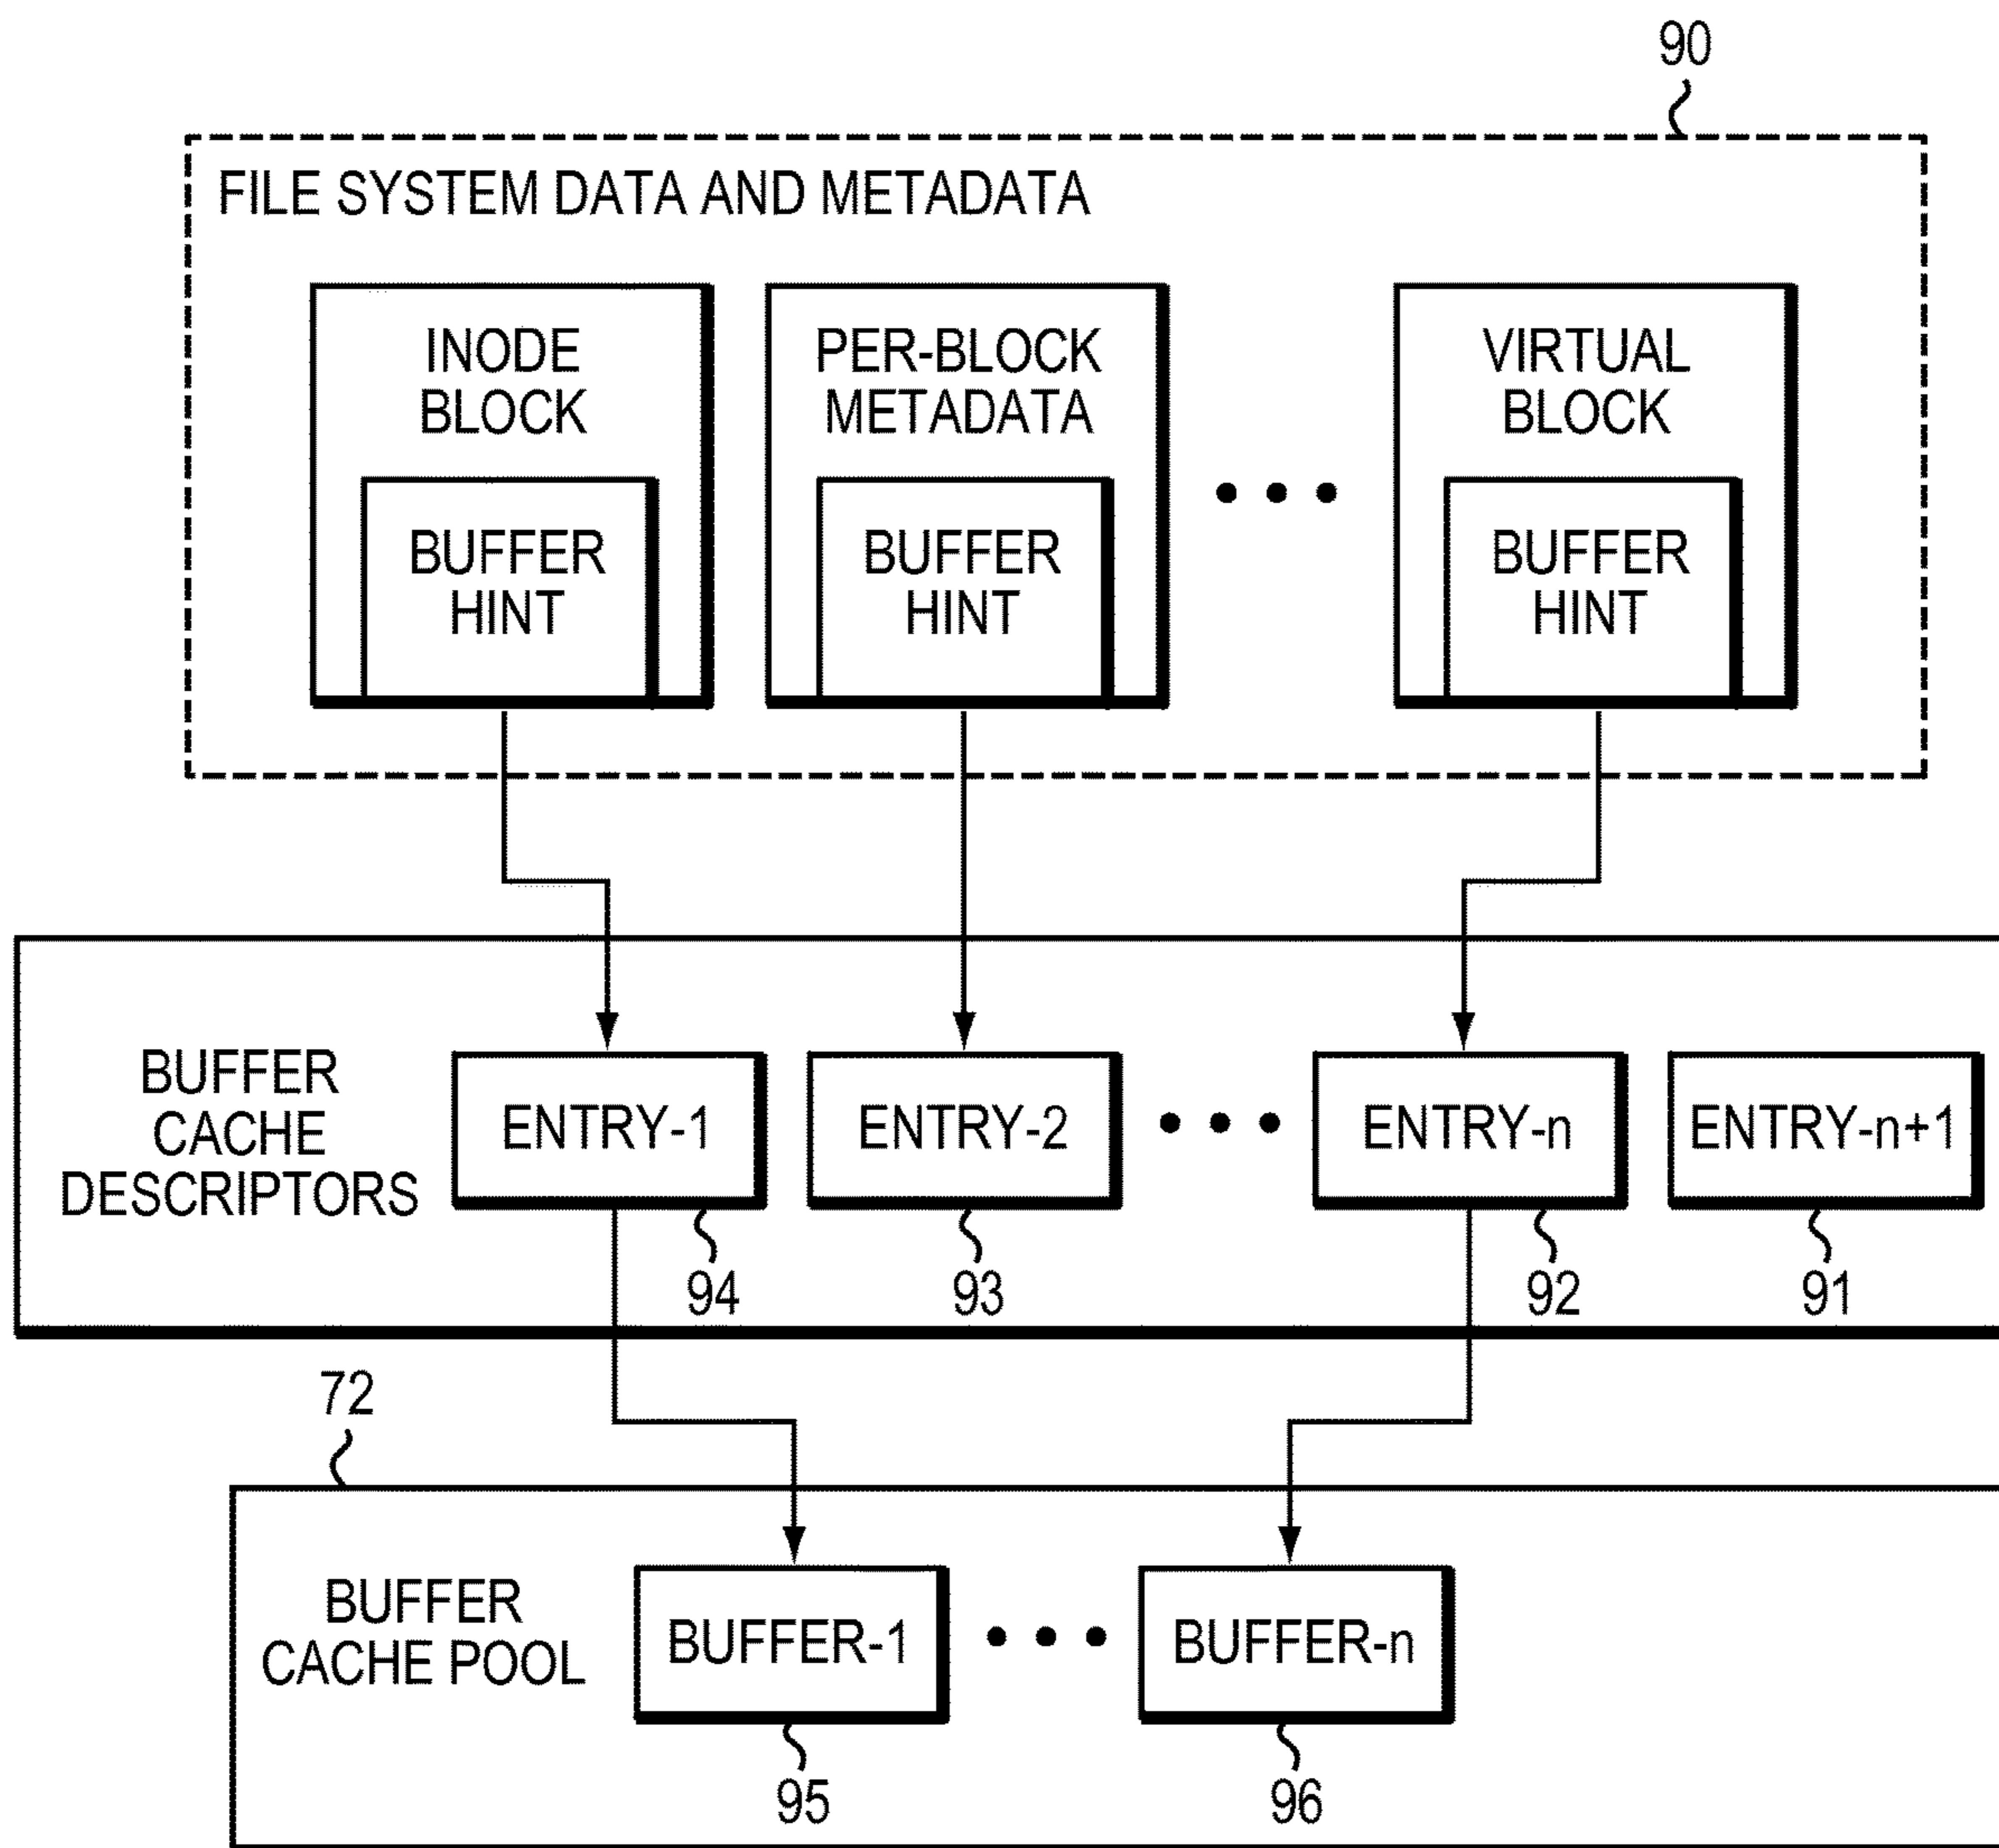 90
FILE SYSTEM DATA AND METADATA
INODE
BLOCK
BUFFER
HINT
PER-BLOCK
METADATA
BUFFER
HINT
VIRTUAL
BLOCK
BUFFER
HINT
BUFFER
CACHE
DESCRIPTORS
ENTRY-1
ENTRY-2
ENTRY-n
ENTRY-n+1
94
93
92
91
72
BUFFER
CACHE POOL
BUFFER-1
BUFFER-n
95
96